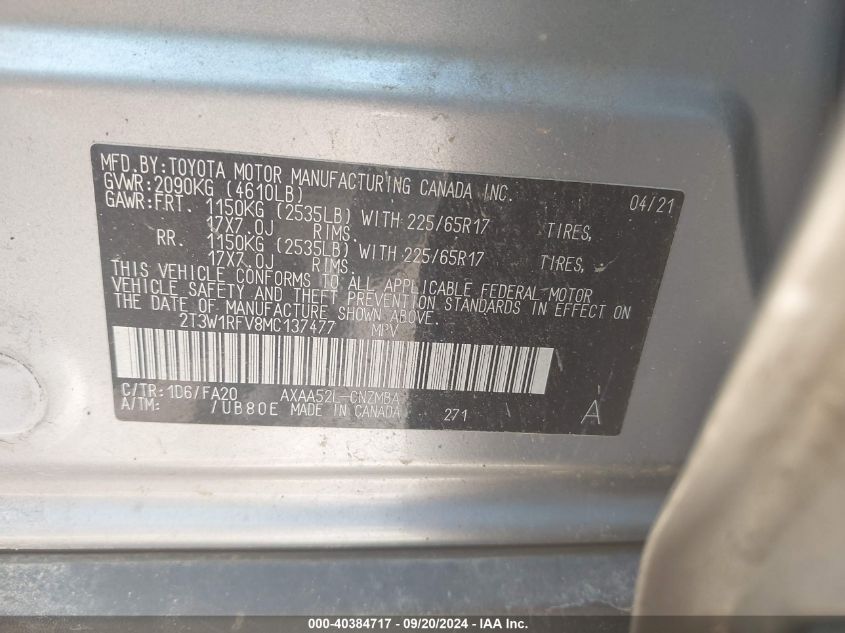 MFD.BY:TOYOTA MOTOR MANUFACTURING CANADA INC.
GVWR:2090KG (4610LB) 04/21
GAWR:FRT. 1150KG (2535LB) WITH 225/65R17 TIRES,
17X7.0J RIMS.
RR. 1150KG (2535LB) WITH 225/65R17 TIRES,
17X7.0J RIMS.
THIS VEHICLE CONFORMS TO ALL APPLICABLE FEDERAL MOTOR
VEHICLE SAFETY AND THEFT PREVENTION STANDARDS IN EFFECT ON
THE DATE OF MANUFACTURE SHOWN ABOVE.
2T3W1RFV8MC137477 MPV
C/TR:1D6/FA20 AXAA52L-CNZMBA
A/TM: /UB80E MADE IN CANADA 271 A
000-40384717 - 09/20/2024 - IAA Inc.